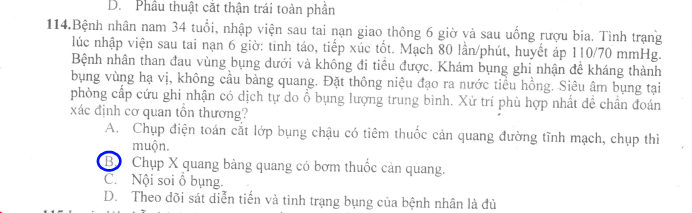 D. Phẫu thuật cắt thận trái toàn phần
114.Bệnh nhân nam 34 tuổi, nhập viện sau tai nạn giao thông 6 giờ và sau uống rượu bia. Tình trạng
lúc nhập viện sau tai nạn 6 giờ: tỉnh táo, tiếp xúc tốt. Mạch 80 lần/phút, huyết áp 110/70 mmHg.
Bệnh nhân than đau vùng bụng dưới và không đi tiểu được. Khám bụng ghi nhận đề kháng thành
bụng vùng hạ vị, không cầu bàng quang. Đặt thông niệu đạo ra nước tiểu hồng. Siêu âm bụng tại
phòng cấp cứu ghi nhận có dịch tự do ổ bụng lượng trung bình. Xử trí phù hợp nhất để chẩn đoán
xác định cơ quan tổn thương?
A. Chụp điện toán cắt lớp bụng chậu có tiêm thuốc cản quang đường tĩnh mạch, chụp thì
muộn.
B. Chụp X quang bàng quang có bơm thuốc cản quang.
C. Nội soi ổ bụng.
D. Theo dõi sát diễn tiến và tình trạng bụng của bệnh nhân là đủ